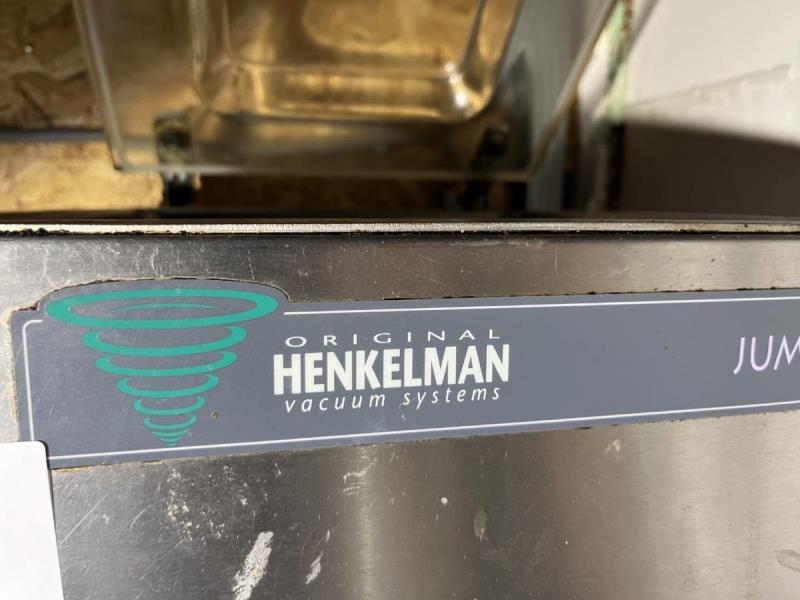 ORIGINAL
HENKELMAN
vacuum systems
JUM